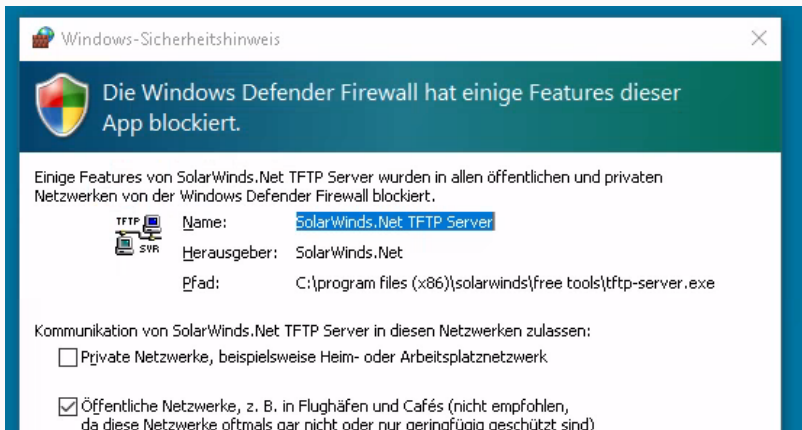 Windows-Sicherheitshinweis
Die Windows Defender Firewall hat einige Features dieser
App blockiert.
Einige Features von SolarWinds.Net TFTP Server wurden in allen öffentlichen und privaten
Netzwerken von der Windows Defender Firewall blockiert.
TFTP
SVR
Name: SolarWinds.Net TFTP Server
Herausgeber: SolarWinds.Net
Pfad: C:\program files (x86)\solarwinds\free tools\tftp-server.exe
Kommunikation von SolarWinds.Net TFTP Server in diesen Netzwerken zulassen:
Private Netzwerke, beispielsweise Heim- oder Arbeitsplatznetzwerk
Öffentliche Netzwerke, z. B. in Flughäfen und Cafés (nicht empfohlen,
da diese Netzwerke oftmals gar nicht oder nur geringfügig geschützt sind)